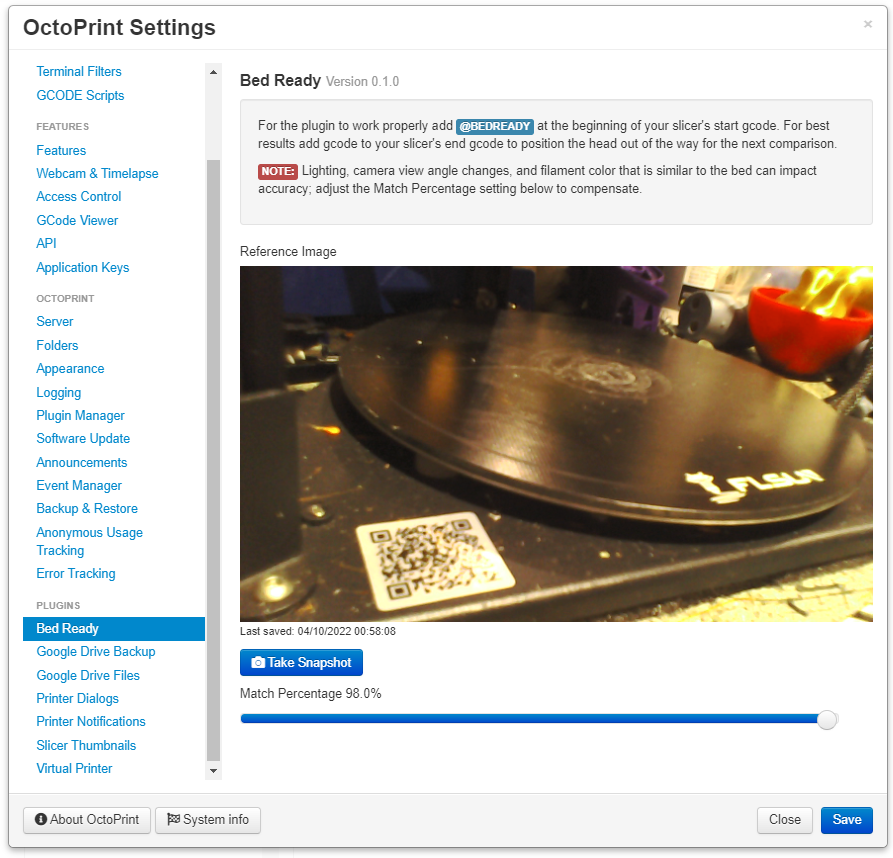 OctoPrint Settings
×
Terminal Filters
GCODE Scripts
FEATURES
Features
Webcam & Timelapse
Access Control
GCode Viewer
API
Application Keys
OCTOPRINT
Server
Folders
Appearance
Logging
Plugin Manager
Software Update
Announcements
Event Manager
Backup & Restore
Anonymous Usage
Tracking
Error Tracking
PLUGINS
Bed Ready
Google Drive Backup
Google Drive Files
Printer Dialogs
Printer Notifications
Slicer Thumbnails
Virtual Printer
Bed Ready Version 0.1.0
For the plugin to work properly add @BEDREADY at the beginning of your slicer's start gcode. For best
results add gcode to your slicer's end gcode to position the head out of the way for the next comparison.
NOTE: Lighting, camera view angle changes, and filament color that is similar to the bed can impact
accuracy; adjust the Match Percentage setting below to compensate.
Reference Image
FLSUN
Last saved: 04/10/2022 00:58:08
Take Snapshot
Match Percentage 98.0%
About OctoPrint
System info
Close
Save